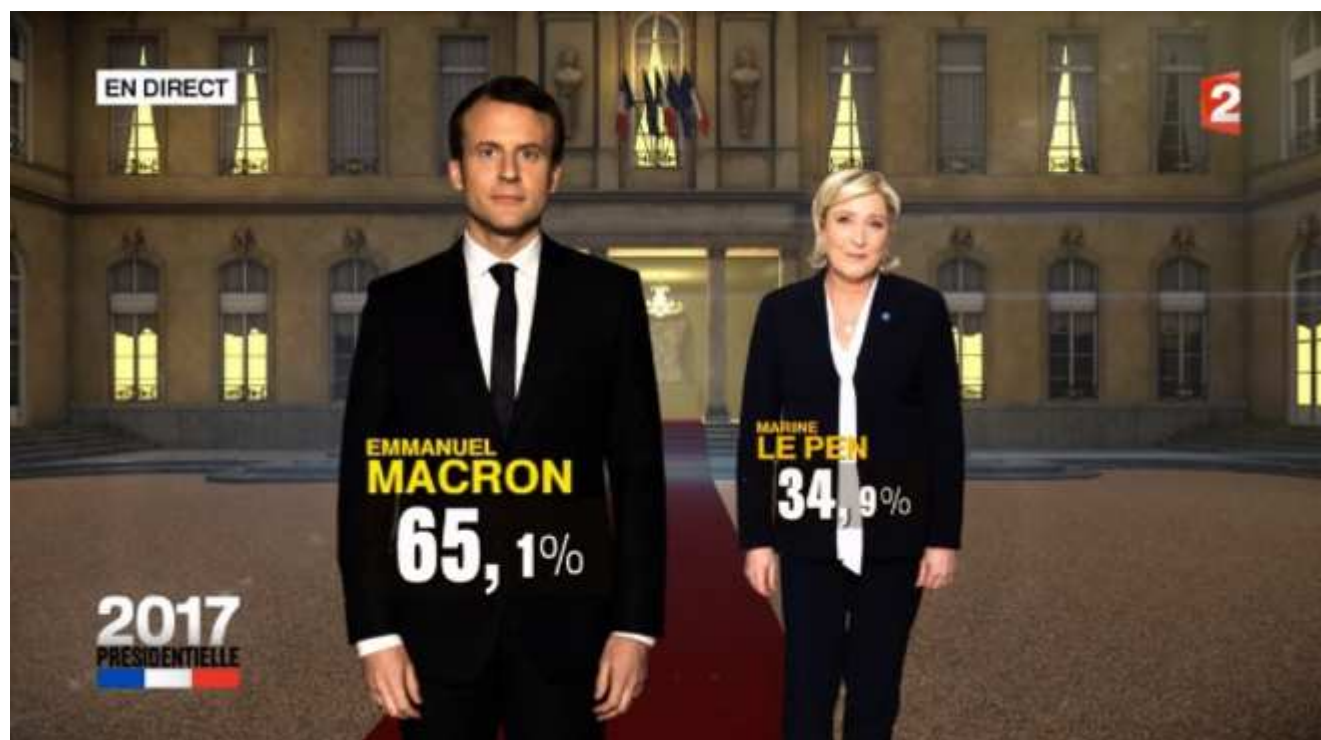 EN DIRECT
2
EMMANUEL
MACRON
65, 1%
MARINE
LE PEN
34, 9%
2017
PRESIDENTIELLE